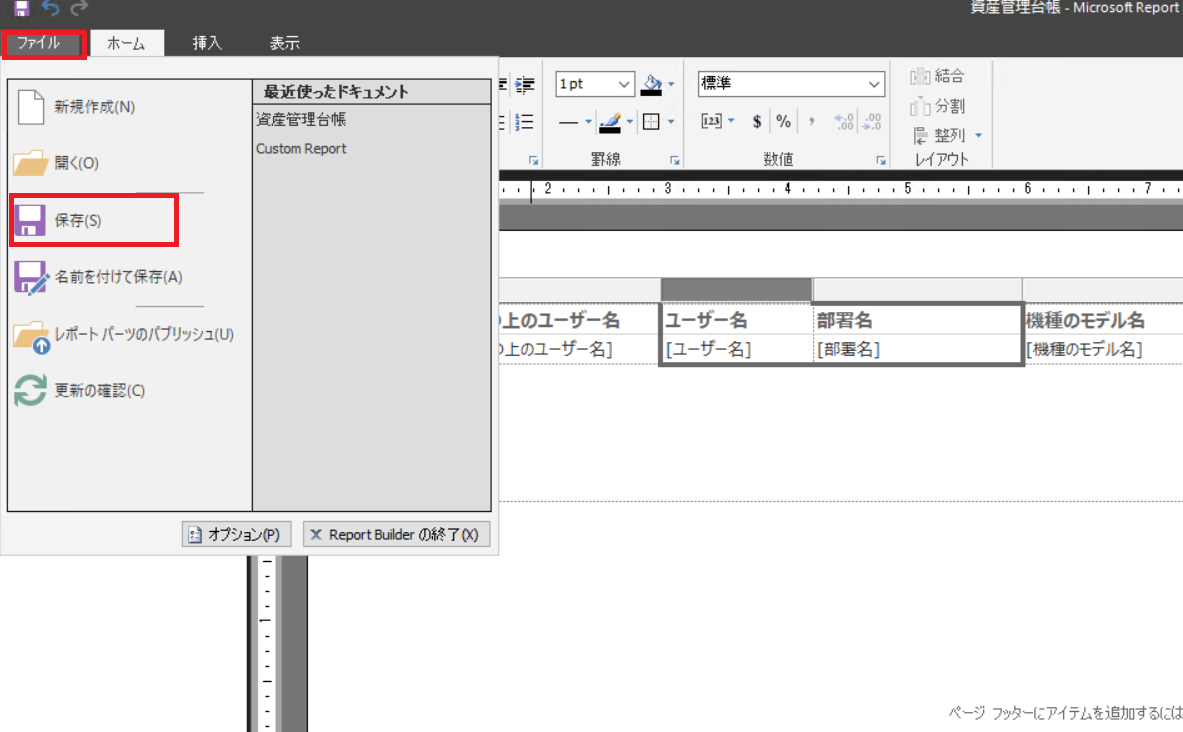 資産管理台帳 - Microsoft Report
ファイル
ホーム
挿入
表示
新規作成(N)
開く(O)
保存(S)
名前を付けて保存(A)
レポート パーツのパブリッシュ(U)
更新の確認(C)
最近使ったドキュメント
資産管理台帳
Custom Report
オプション(P)
Report Builder の終了(X)
1 pt
罫線
標準
[123]
$
%
,
数値
結合
分割
整列
レイアウト
2 3 4 5 6 7
の上のユーザー名
ユーザー名
部署名
機種のモデル名
の上のユーザー名]
[ユーザー名]
[部署名]
[機種のモデル名]
1
ページ フッターにアイテムを追加するには